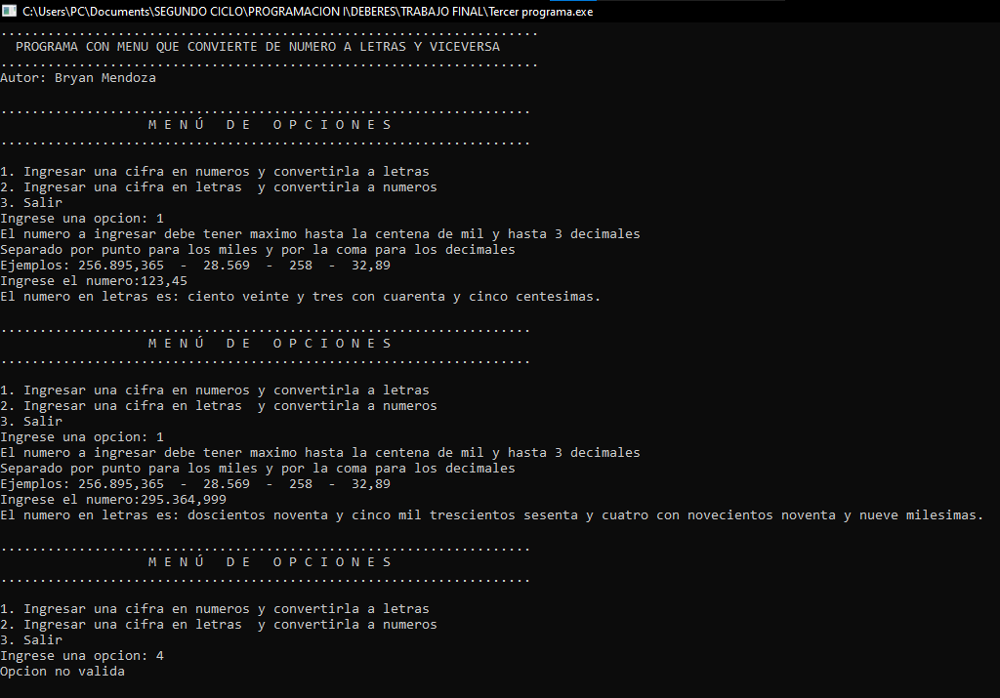 C:\Users\PC\Documents\SEGUNDO CICLO\PROGRAMACION I\DEBERES\TRABAJO FINAL\Tercer programa.exe
.....................................................................
PROGRAMA CON MENU QUE CONVIERTE DE NUMERO A LETRAS Y VICEVERSA
.....................................................................
Autor: Bryan Mendoza
....................................................................
M E N Ú   D E   O P C I O N E S
....................................................................
1. Ingresar una cifra en numeros y convertirla a letras
2. Ingresar una cifra en letras  y convertirla a numeros
3. Salir
Ingrese una opcion: 1
El numero a ingresar debe tener maximo hasta la centena de mil y hasta 3 decimales
Separado por punto para los miles y por la coma para los decimales
Ejemplos: 256.895,365  -  28.569  -  258  -  32,89
Ingrese el numero:123,45
El numero en letras es: ciento veinte y tres con cuarenta y cinco centesimas.
....................................................................
M E N Ú   D E   O P C I O N E S
....................................................................
1. Ingresar una cifra en numeros y convertirla a letras
2. Ingresar una cifra en letras  y convertirla a numeros
3. Salir
Ingrese una opcion: 1
El numero a ingresar debe tener maximo hasta la centena de mil y hasta 3 decimales
Separado por punto para los miles y por la coma para los decimales
Ejemplos: 256.895,365  -  28.569  -  258  -  32,89
Ingrese el numero:295.364,999
El numero en letras es: doscientos noventa y cinco mil trescientos sesenta y cuatro con novecientos noventa y nueve milesimas.
....................................................................
M E N Ú   D E   O P C I O N E S
....................................................................
1. Ingresar una cifra en numeros y convertirla a letras
2. Ingresar una cifra en letras  y convertirla a numeros
3. Salir
Ingrese una opcion: 4
Opcion no valida